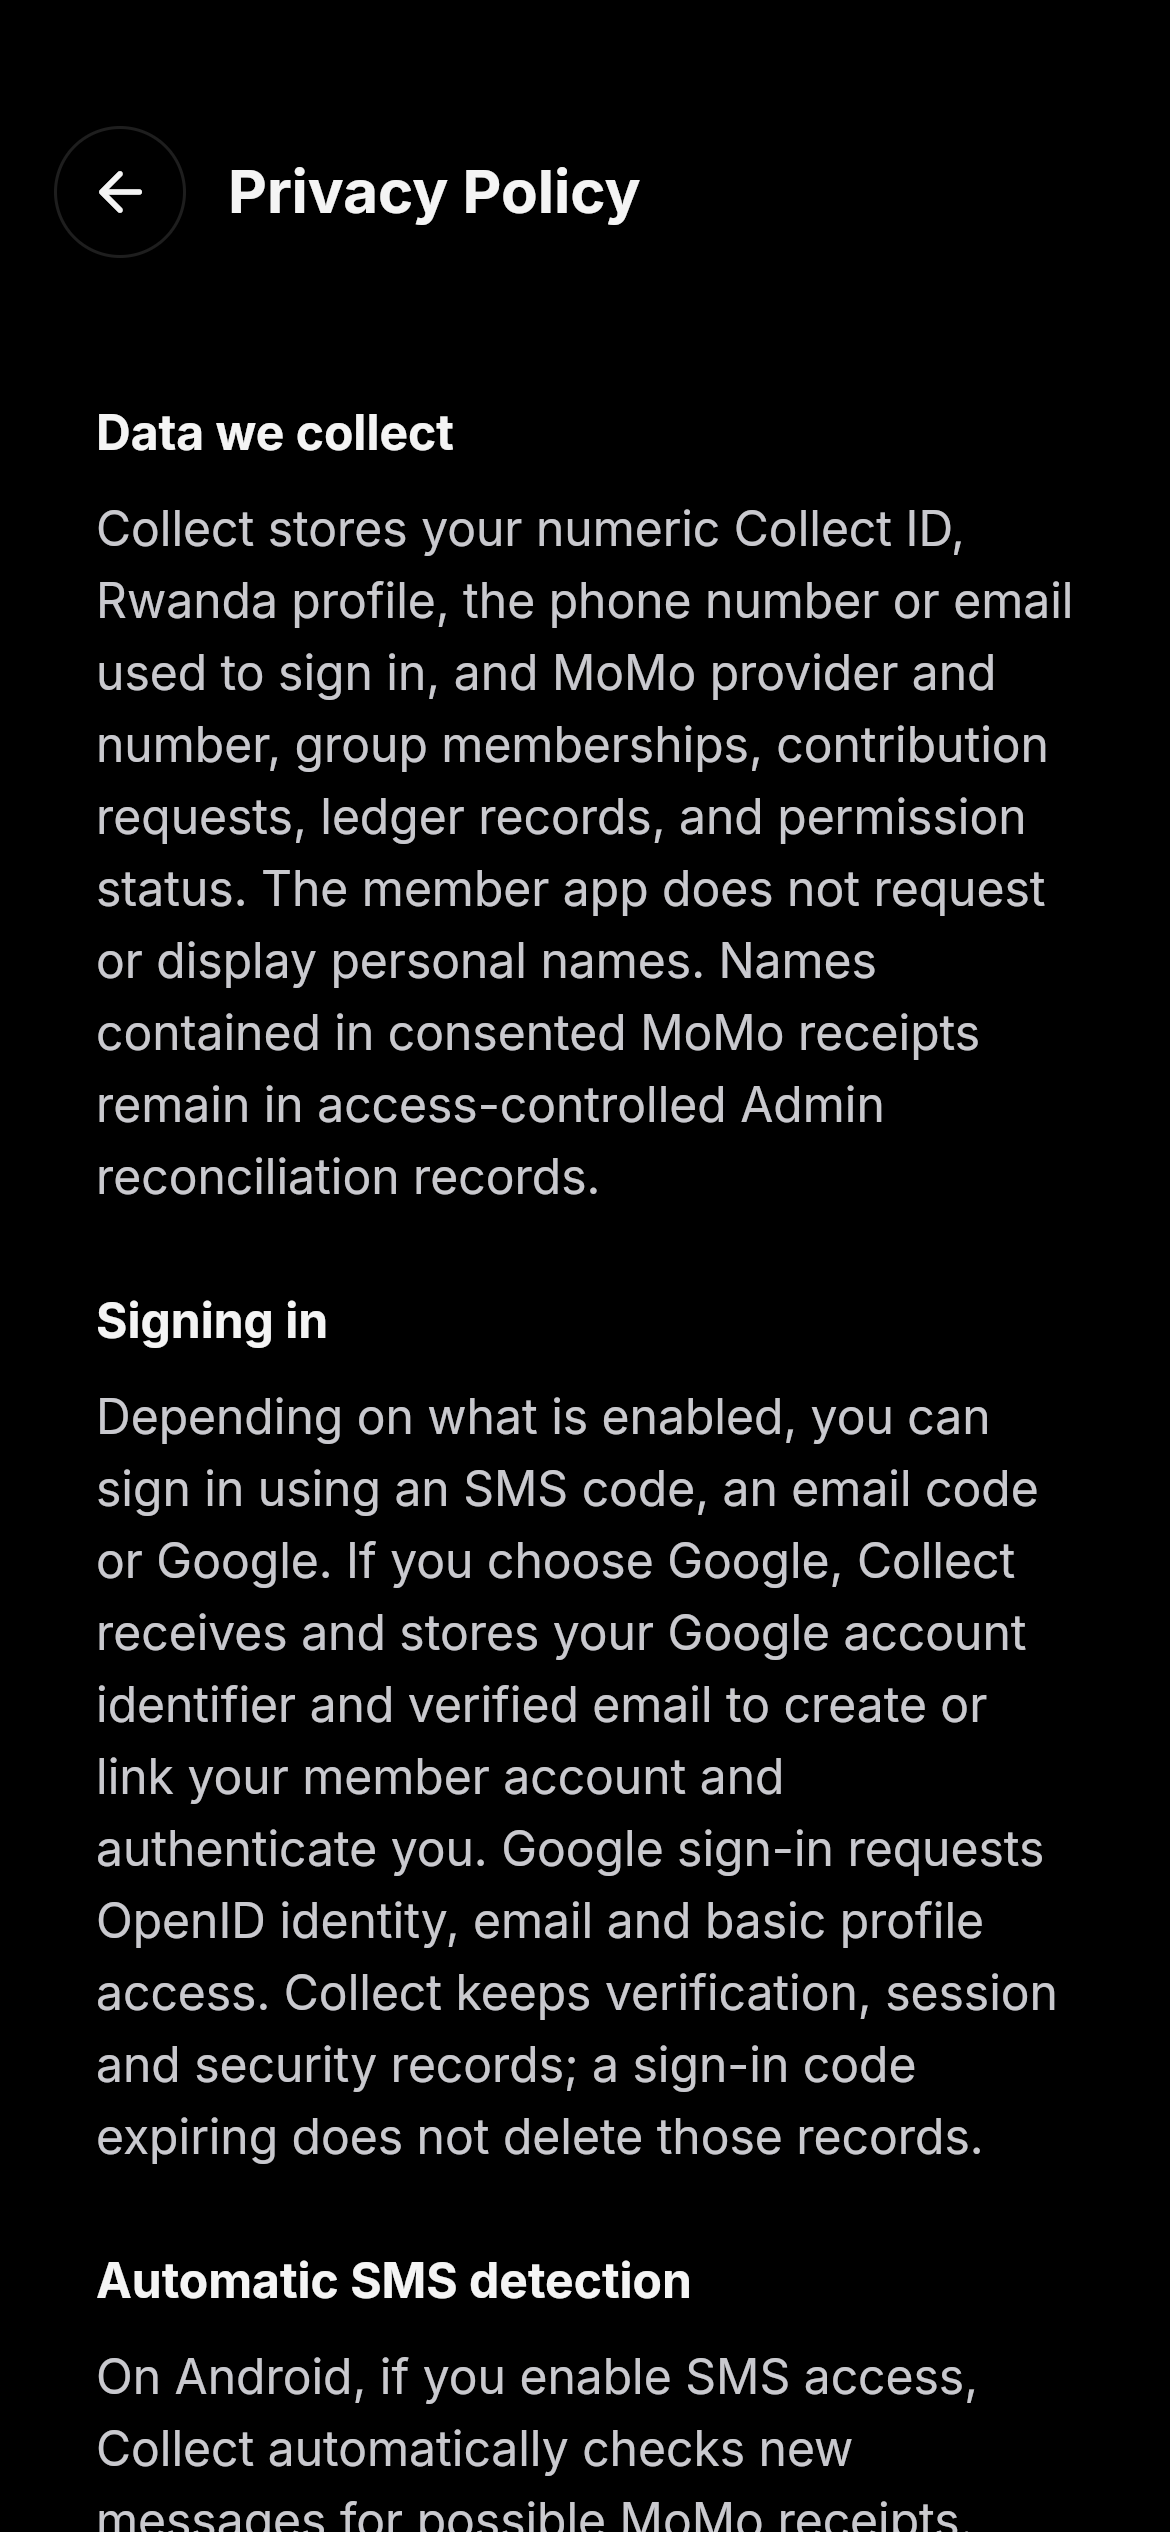 Privacy Policy
Data we collect
Collect stores your numeric Collect ID,
Rwanda profile, the phone number or email
used to sign in, and MoMo provider and
number, group memberships, contribution
requests, ledger records, and permission
status. The member app does not request
or display personal names. Names
contained in consented MoMo receipts
remain in access-controlled Admin
reconciliation records.
Signing in
Depending on what is enabled, you can
sign in using an SMS code, an email code
or Google. If you choose Google, Collect
receives and stores your Google account
identifier and verified email to create or
link your member account and
authenticate you. Google sign-in requests
OpenID identity, email and basic profile
access. Collect keeps verification, session
and security records; a sign-in code
expiring does not delete those records.
Automatic SMS detection
On Android, if you enable SMS access,
Collect automatically checks new
messages for possible MoMo receipts.